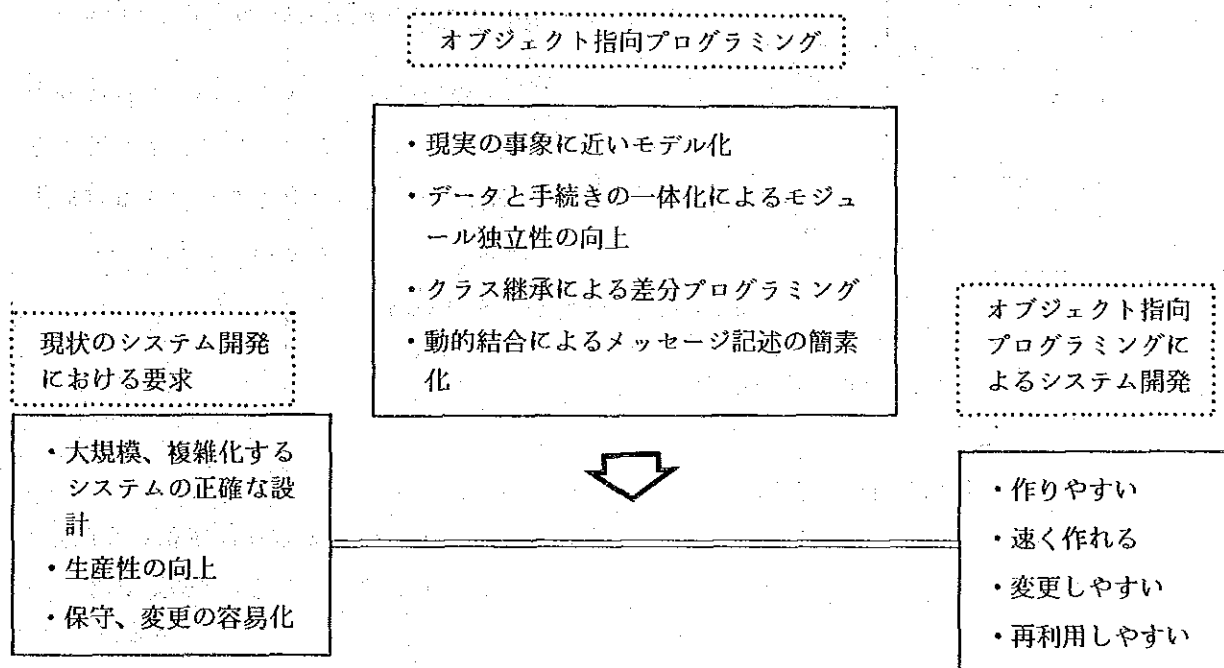 オブジェクト指向プログラミング
・現実の事象に近いモデル化
・データと手続きの一体化によるモジュ
ール独立性の向上
・クラス継承による差分プログラミング
・動的結合によるメッセージ記述の簡素
化
現状のシステム開発
における要求
・大規模、複雑化する
システムの正確な設
計
・生産性の向上
・保守、変更の容易化
オブジェクト指向
プログラミングに
よるシステム開発
・作りやすい
・速く作れる
・変更しやすい
・再利用しやすい